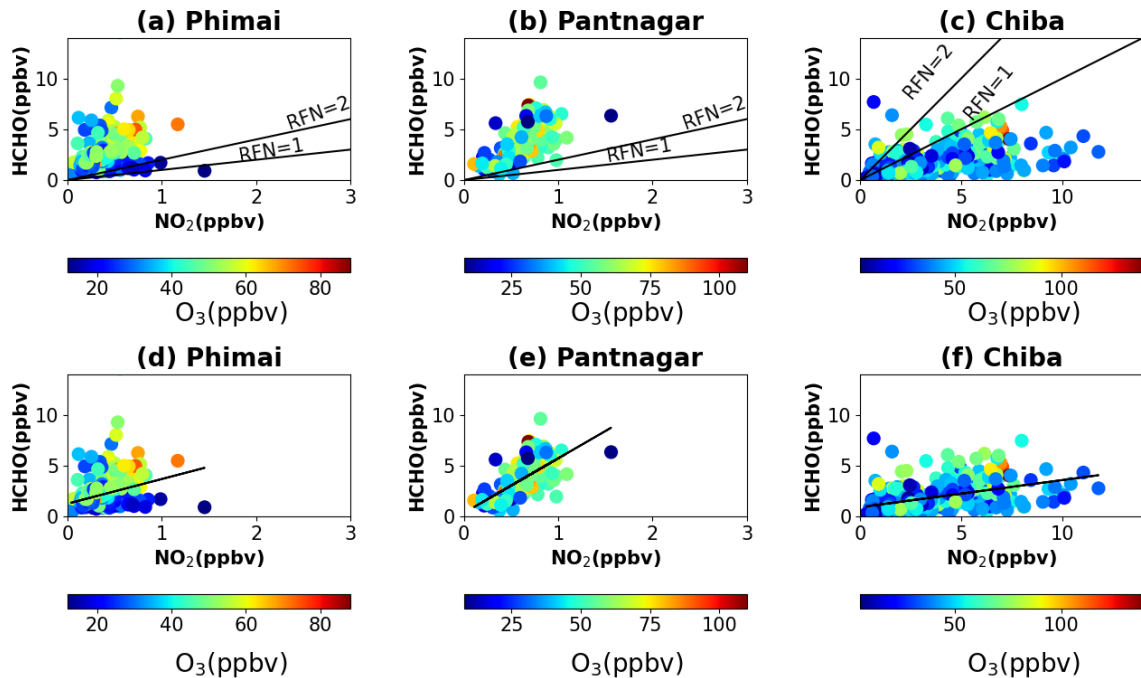 (a) Phimai
(b) Pantnagar
(c) Chiba
HCHO(ppbv)
10
5
0
RFN=2
RFN=1
0 1 2 3
NO₂(ppbv)
20 40 60 80
O₃(ppbv)
HCHO(ppbv)
10
5
0
RFN=2
RFN=1
0 1 2 3
NO₂(ppbv)
25 50 75 100
O₃(ppbv)
HCHO(ppbv)
10
5
0
RFN=2
RFN=1
0 5 10
NO₂(ppbv)
50 100
O₃(ppbv)
(d) Phimai
(e) Pantnagar
(f) Chiba
HCHO(ppbv)
10
5
0
0 1 2 3
NO₂(ppbv)
20 40 60 80
O₃(ppbv)
HCHO(ppbv)
10
5
0
0 1 2 3
NO₂(ppbv)
25 50 75 100
O₃(ppbv)
HCHO(ppbv)
10
5
0
0 5 10
NO₂(ppbv)
50 100
O₃(ppbv)